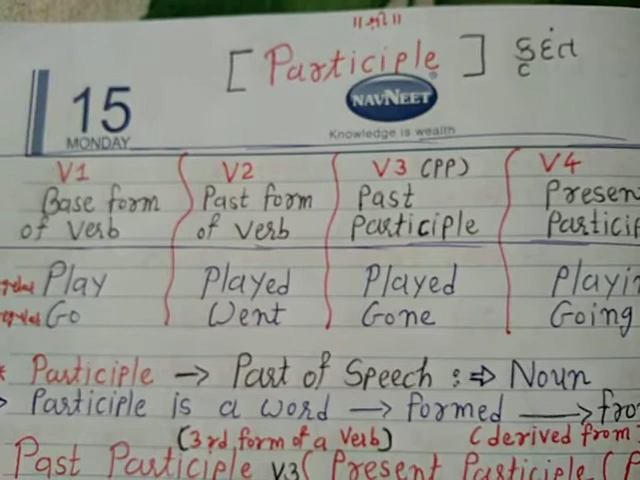 ॥ श्री ॥
[ Participle ] કૃદંત
15
NAVNEET
MONDAY
Knowledge is wealth
V1 V2 V3 (PP) V4
Base form Past form Past Presen
of Verb of Verb Participle Particip
Play Played Played Playin
Go Went Gone Going
* Participle → Part of Speech : ⇒ Noun
> Participle is a word → formed → fro
(3rd form of a Verb) (derived from
Past Participle V3 ( Present Participle ( P